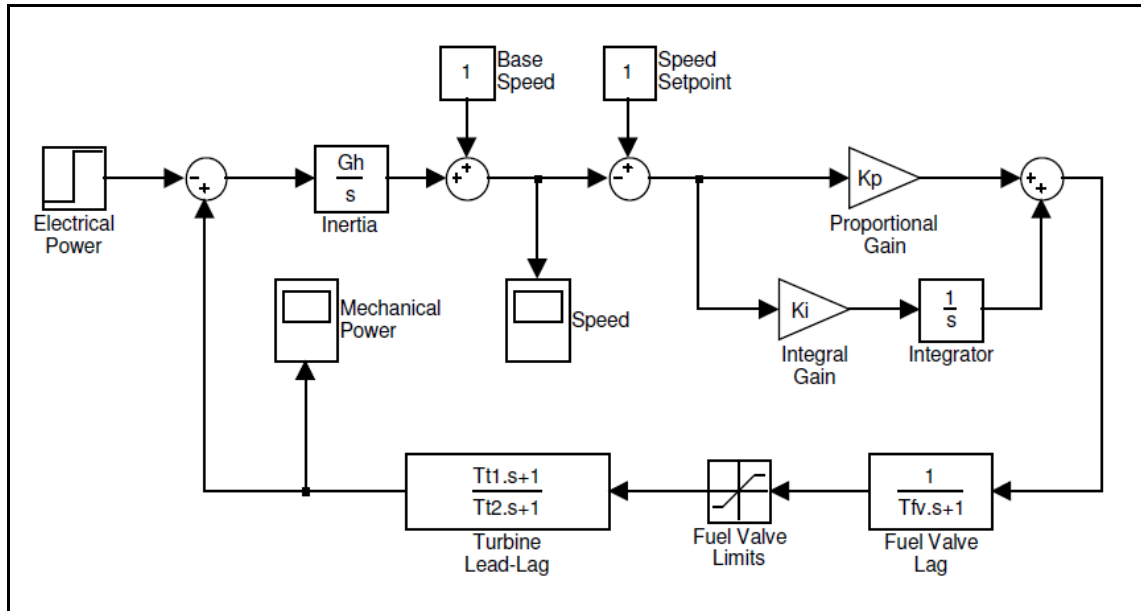 1
Base
Speed
1
Speed
Setpoint
Electrical
Power
-
+
Gh
s
Inertia
+
+
-
+
Kp
Proportional
Gain
+
+
Mechanical
Power
Speed
Ki
Integral
Gain
1
s
Integrator
Tt1.s+1
Tt2.s+1
Turbine
Lead-Lag
Fuel Valve
Limits
1
Tfv.s+1
Fuel Valve
Lag